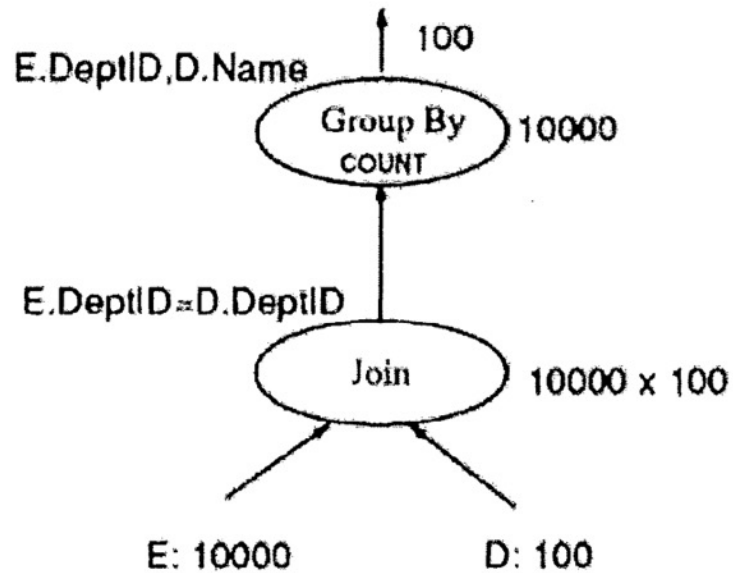 100
E.DeptID,D.Name
Group By
COUNT
10000
E.DeptID=D.DeptID
Join
10000 x 100
E: 10000
D: 100